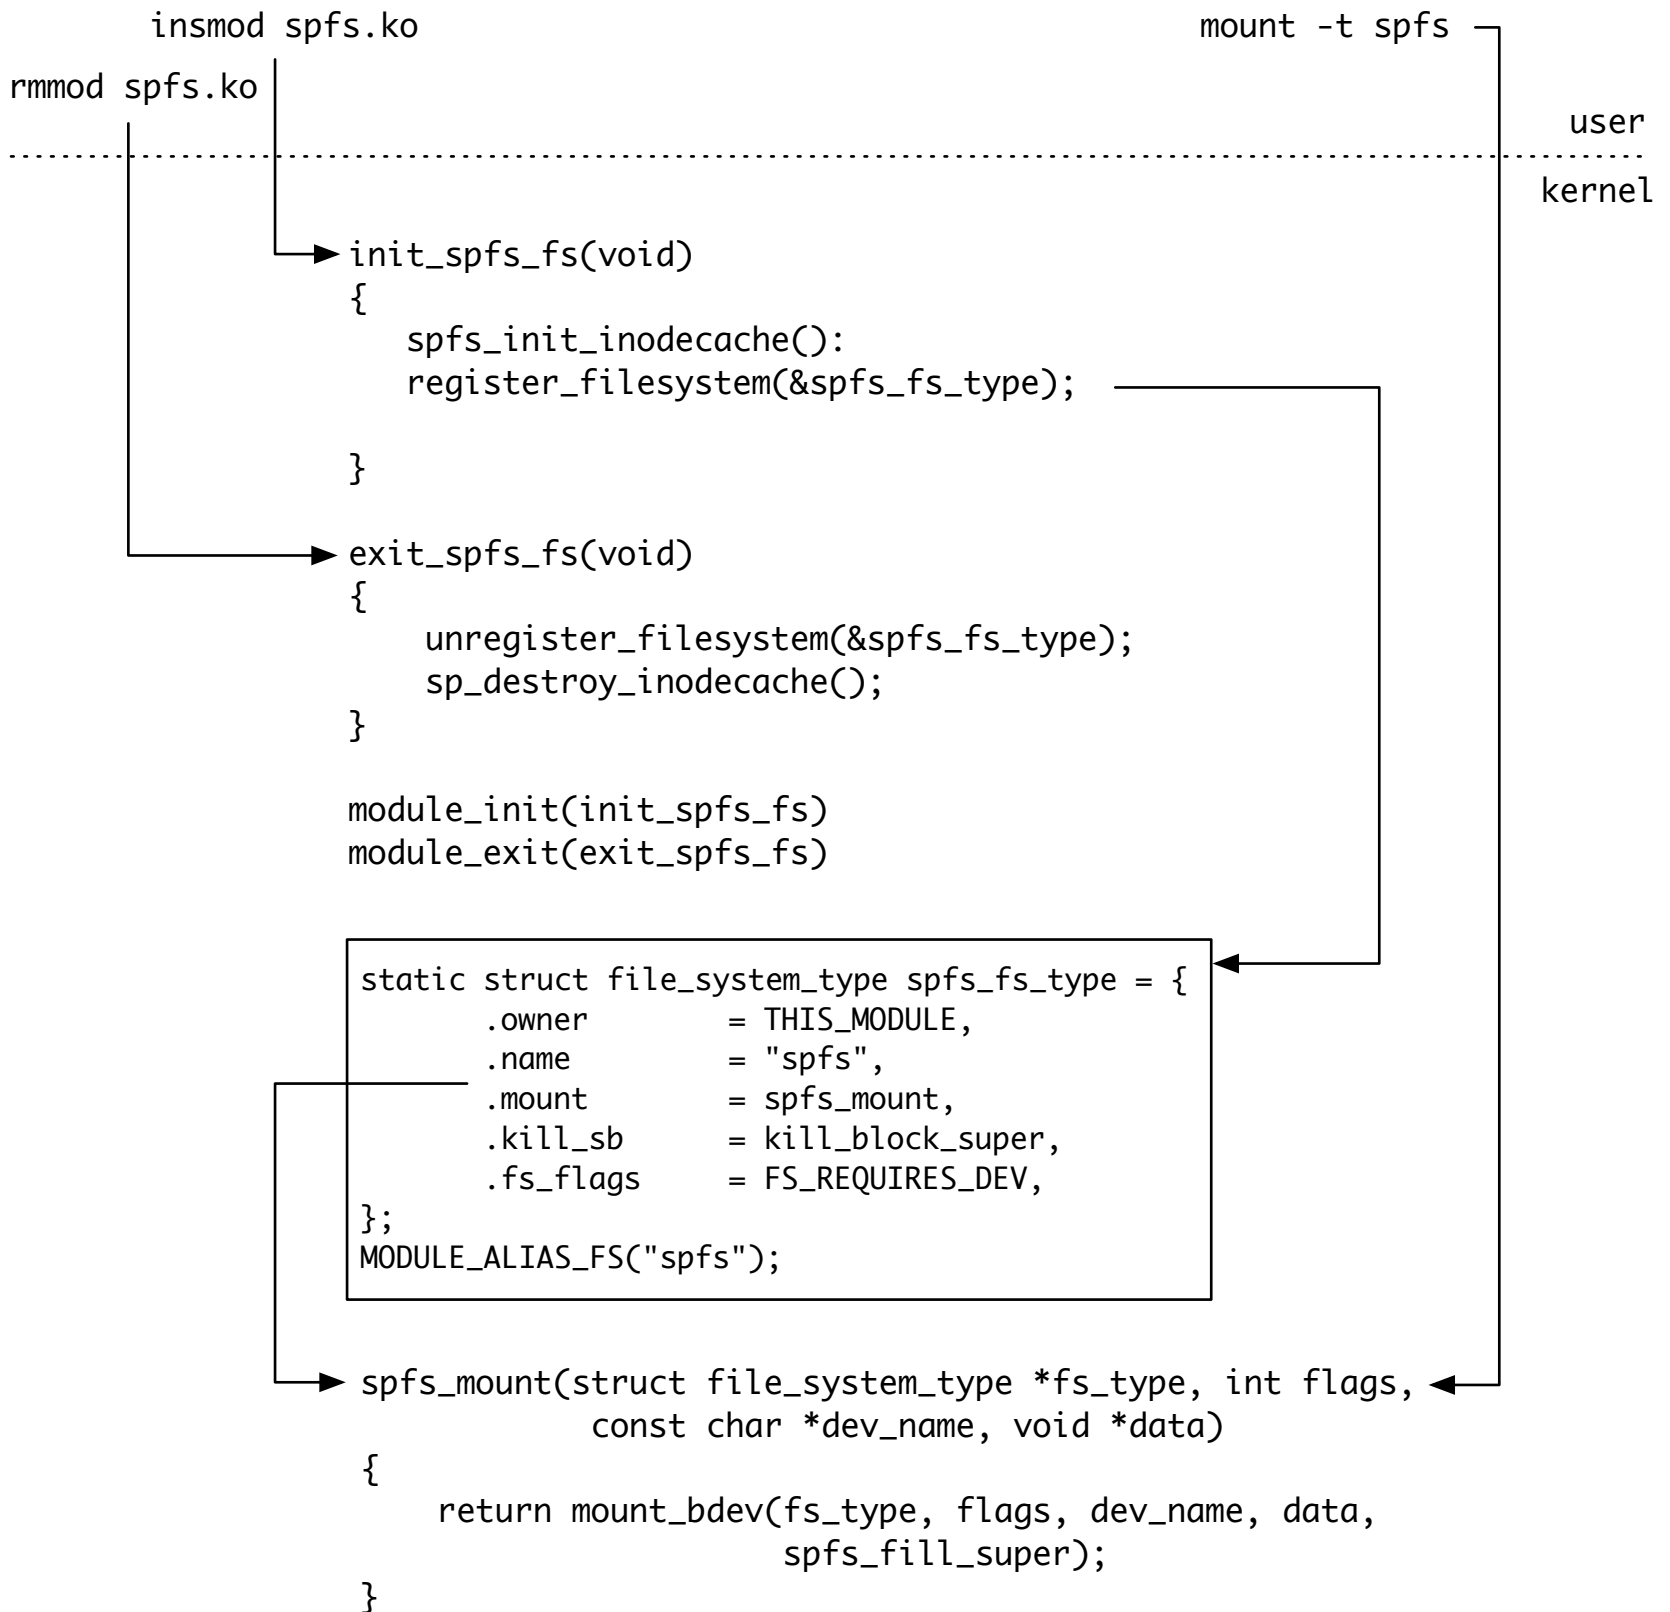 insmod spfs.ko
mount -t spfs
rmmod spfs.ko
user
kernel
init_spfs_fs(void)
{
spfs_init_inodecache():
register_filesystem(&spfs_fs_type);
}
exit_spfs_fs(void)
{
unregister_filesystem(&spfs_fs_type);
sp_destroy_inodecache();
}
module_init(init_spfs_fs)
module_exit(exit_spfs_fs)
static struct file_system_type spfs_fs_type = {
.owner = THIS_MODULE,
.name = "spfs",
.mount = spfs_mount,
.kill_sb = kill_block_super,
.fs_flags = FS_REQUIRES_DEV,
};
MODULE_ALIAS_FS("spfs");
spfs_mount(struct file_system_type *fs_type, int flags,
const char *dev_name, void *data)
{
return mount_bdev(fs_type, flags, dev_name, data,
spfs_fill_super);
}